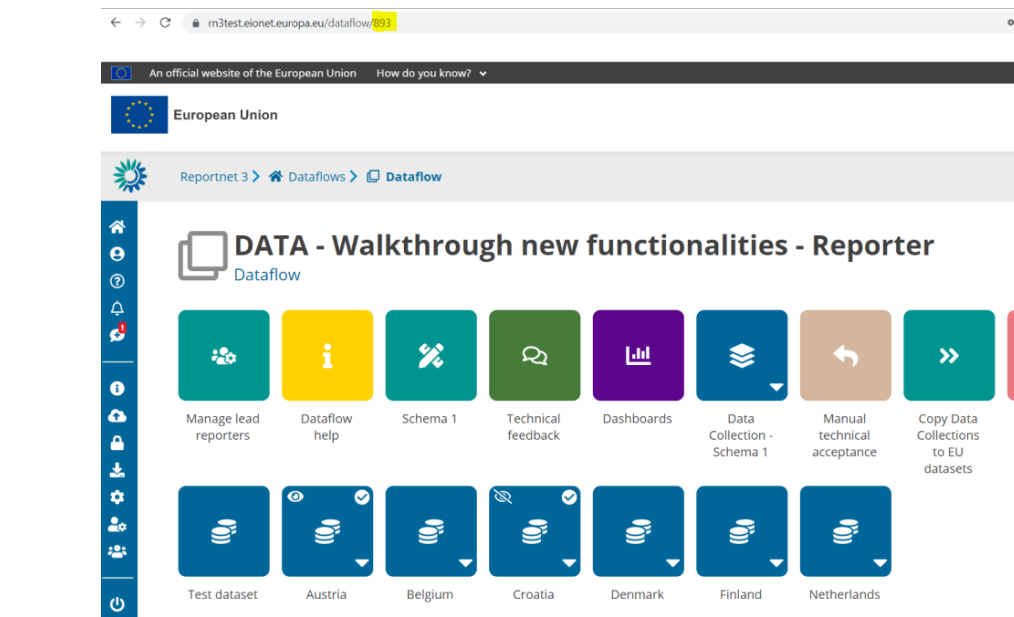 rn3test.eionet.europa.eu/dataflow/893
An official website of the European Union How do you know?
European Union
Reportnet 3 Dataflows Dataflow
DATA - Walkthrough new functionalities - Reporter
Dataflow
Manage lead reporters
Dataflow help
Schema 1
Technical feedback
Dashboards
Data Collection - Schema 1
Manual technical acceptance
Copy Data Collections to EU datasets
Test dataset
Austria
Belgium
Croatia
Denmark
Finland
Netherlands